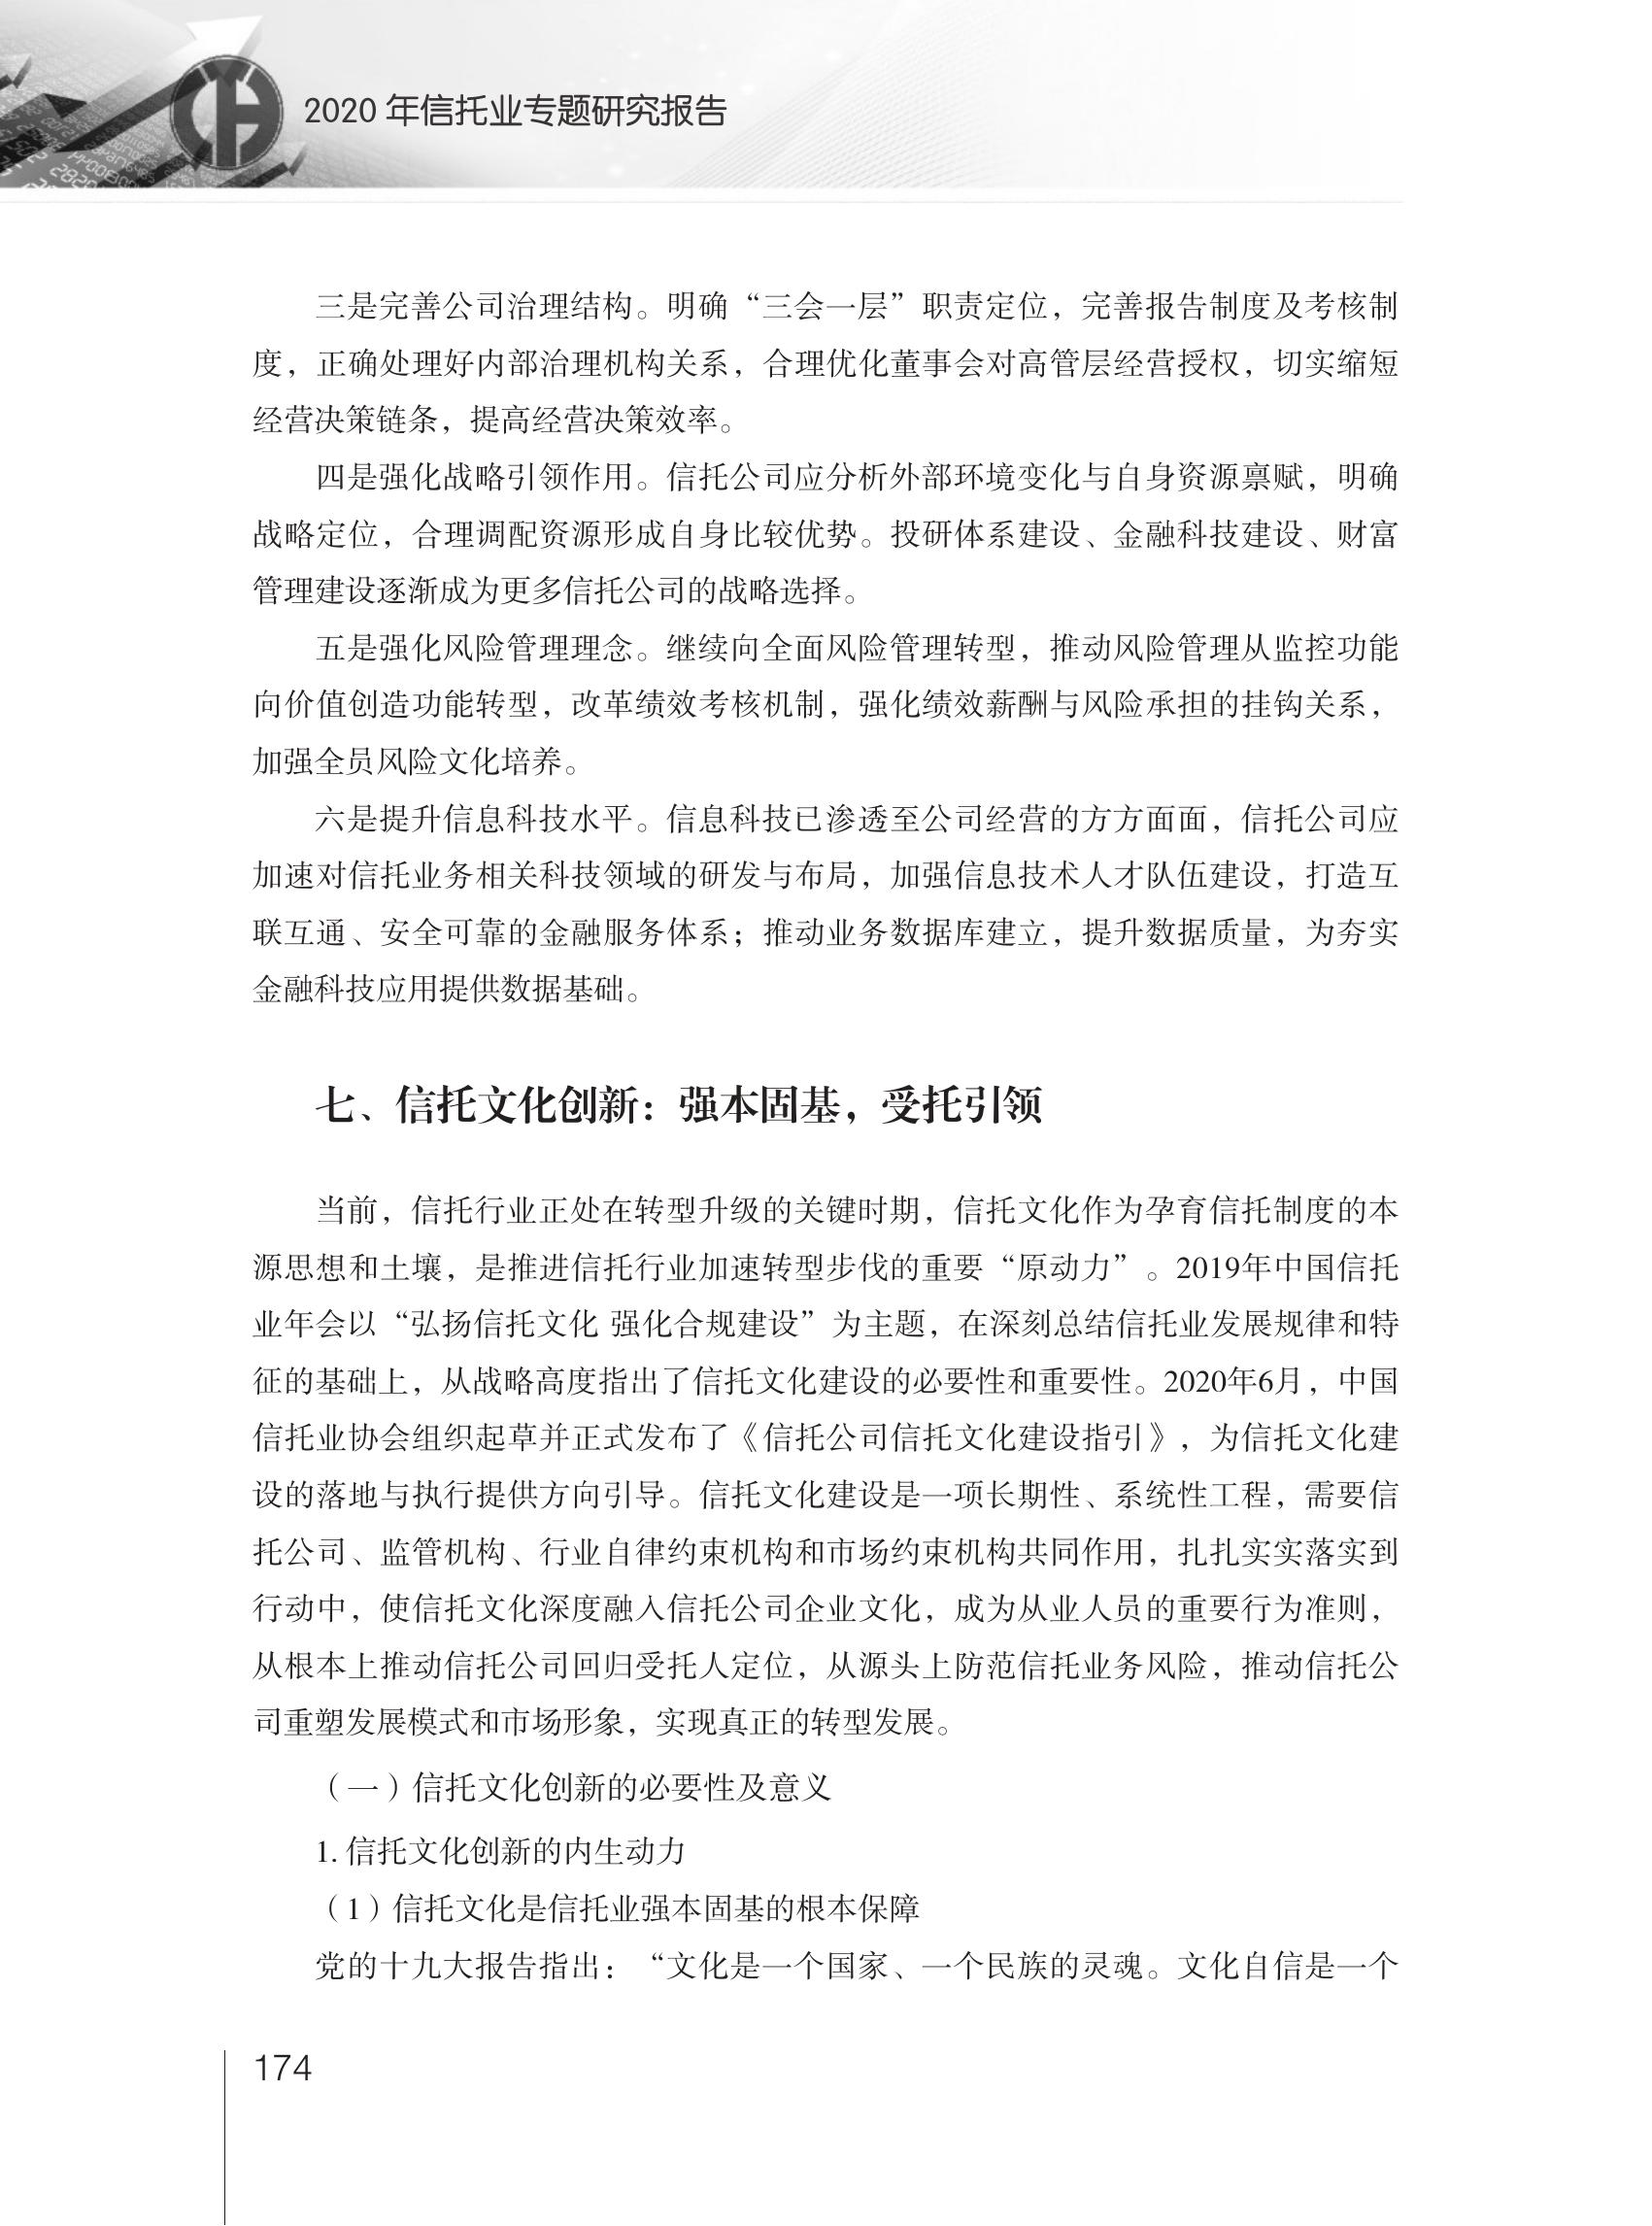 2020 年信托业专题研究报告
三是完善公司治理结构。明确“三会一层”职责定位，完善报告制度及考核制
度，正确处理好内部治理机构关系，合理优化董事会对高管层经营授权，切实缩短
经营决策链条，提高经营决策效率。
四是强化战略引领作用。信托公司应分析外部环境变化与自身资源禀赋，明确
战略定位，合理调配资源形成自身比较优势。投研体系建设、金融科技建设、财富
管理建设逐渐成为更多信托公司的战略选择。
五是强化风险管理理念。继续向全面风险管理转型，推动风险管理从监控功能
向价值创造功能转型，改革绩效考核机制，强化绩效薪酬与风险承担的挂钩关系，
加强全员风险文化培养。
六是提升信息科技水平。信息科技已渗透至公司经营的方方面面，信托公司应
加速对信托业务相关科技领域的研发与布局，加强信息技术人才队伍建设，打造互
联互通、安全可靠的金融服务体系；推动业务数据库建立，提升数据质量，为夯实
金融科技应用提供数据基础。
七、信托文化创新：强本固基，受托引领
当前，信托行业正处在转型升级的关键时期，信托文化作为孕育信托制度的本
源思想和土壤，是推进信托行业加速转型步伐的重要“原动力”。2019年中国信托
业年会以“弘扬信托文化 强化合规建设”为主题，在深刻总结信托业发展规律和特
征的基础上，从战略高度指出了信托文化建设的必要性和重要性。2020年6月，中国
信托业协会组织起草并正式发布了《信托公司信托文化建设指引》，为信托文化建
设的落地与执行提供方向引导。信托文化建设是一项长期性、系统性工程，需要信
托公司、监管机构、行业自律约束机构和市场约束机构共同作用，扎扎实实落实到
行动中，使信托文化深度融入信托公司企业文化，成为从业人员的重要行为准则，
从根本上推动信托公司回归受托人定位，从源头上防范信托业务风险，推动信托公
司重塑发展模式和市场形象，实现真正的转型发展。
（一）信托文化创新的必要性及意义
1. 信托文化创新的内生动力
（1）信托文化是信托业强本固基的根本保障
党的十九大报告指出：“文化是一个国家、一个民族的灵魂。文化自信是一个
174